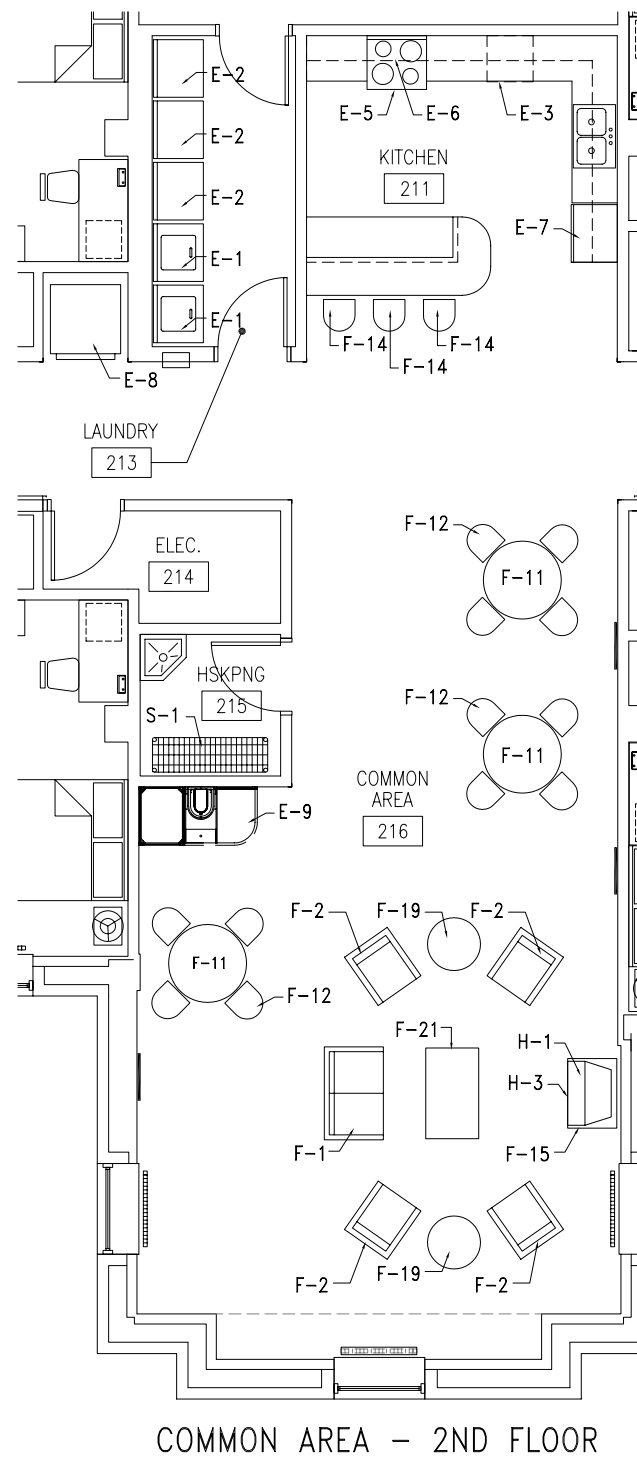 E-2
E-5
E-6
E-3
E-2
KITCHEN
211
E-2
E-7
E-1
E-1
F-14
F-14
F-14
E-8
LAUNDRY
213
F-12
ELEC.
214
F-11
HSKPNG
215
S-1
F-12
F-11
COMMON
AREA
216
E-9
F-2
F-19
F-2
F-11
F-12
F-21
H-1
H-3
F-1
F-15
F-2
F-19
F-2
COMMON AREA – 2ND FLOOR